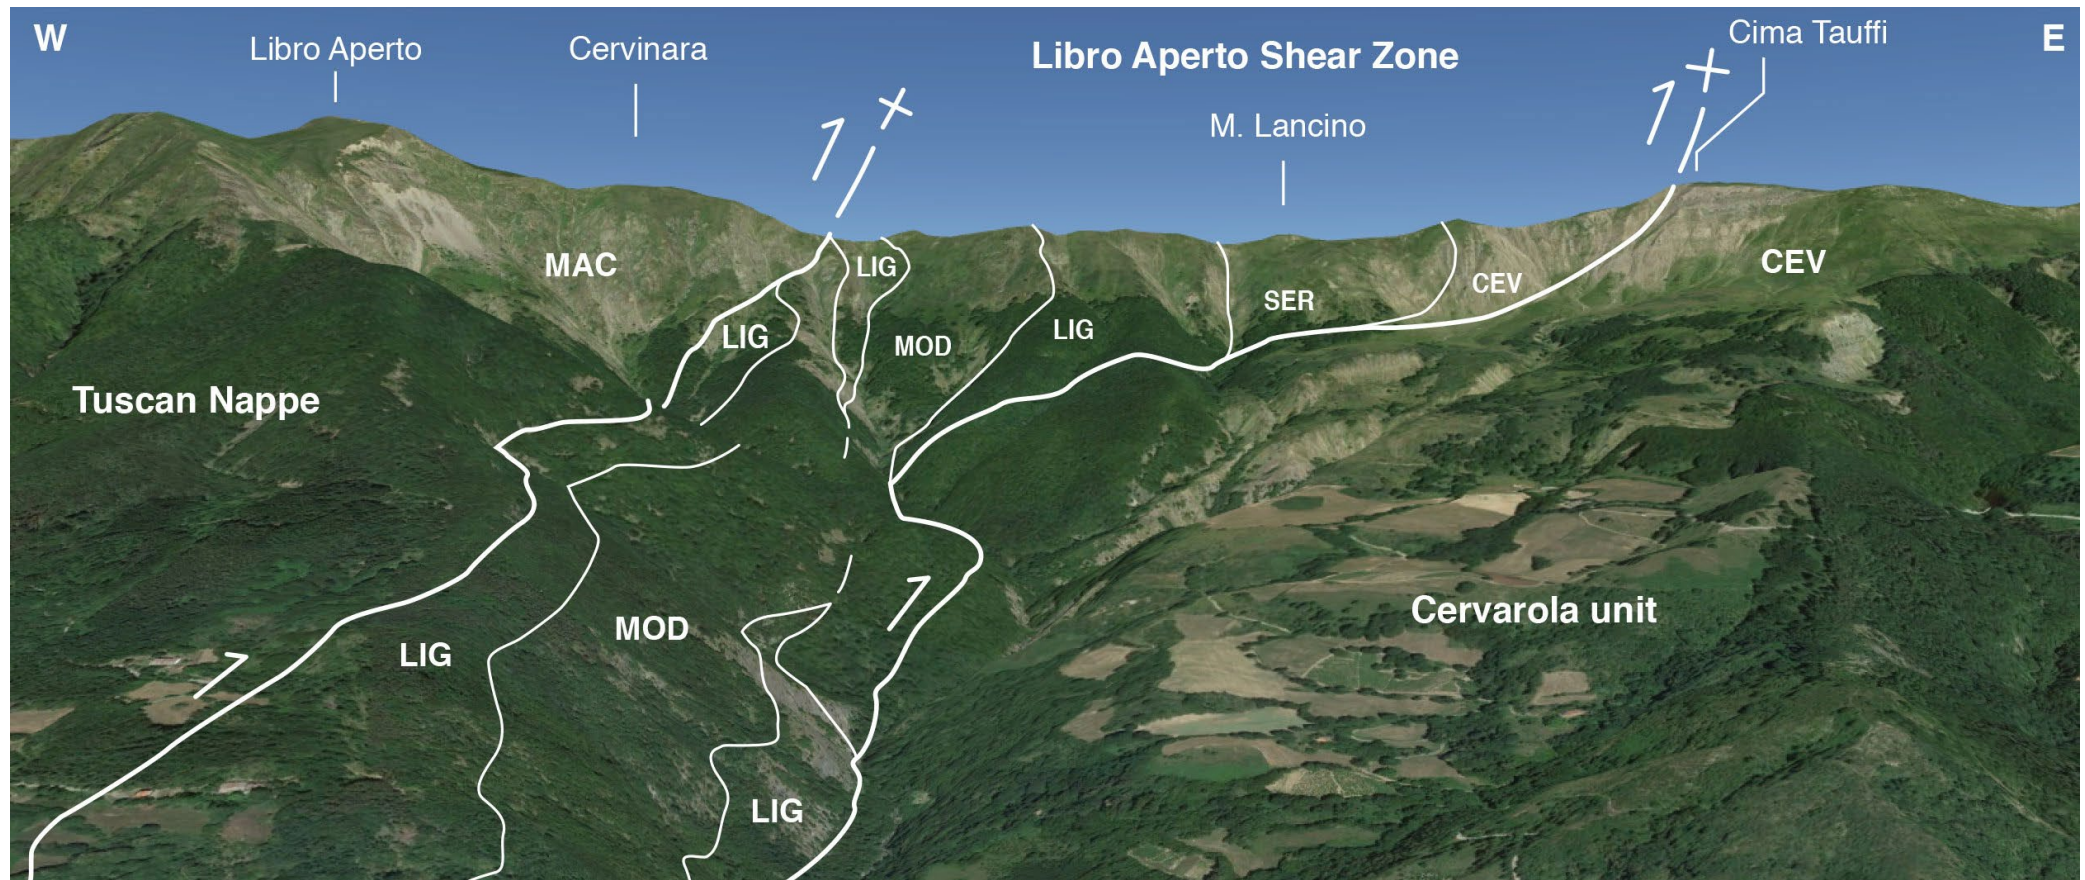 W
Libro Aperto
Cervinara
Libro Aperto Shear Zone
Cima Tauffi
E
M. Lancino
MAC
LIG
CEV
CEV
SER
LIG
LIG
MOD
Tuscan Nappe
Cervarola unit
MOD
LIG
LIG